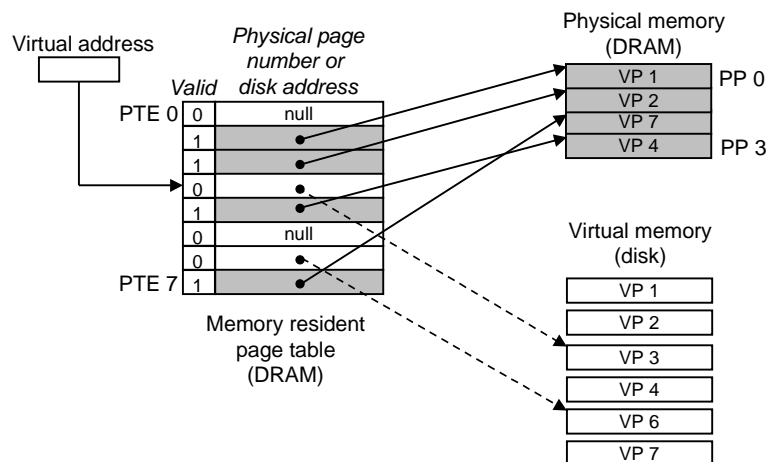 Virtual address
Physical page
number or
disk address
Valid
PTE 0
0
null
1
1
0
1
0
null
0
PTE 7
1
Memory resident
page table
(DRAM)
Physical memory
(DRAM)
VP 1
PP 0
VP 2
VP 7
VP 4
PP 3
Virtual memory
(disk)
VP 1
VP 2
VP 3
VP 4
VP 6
VP 7